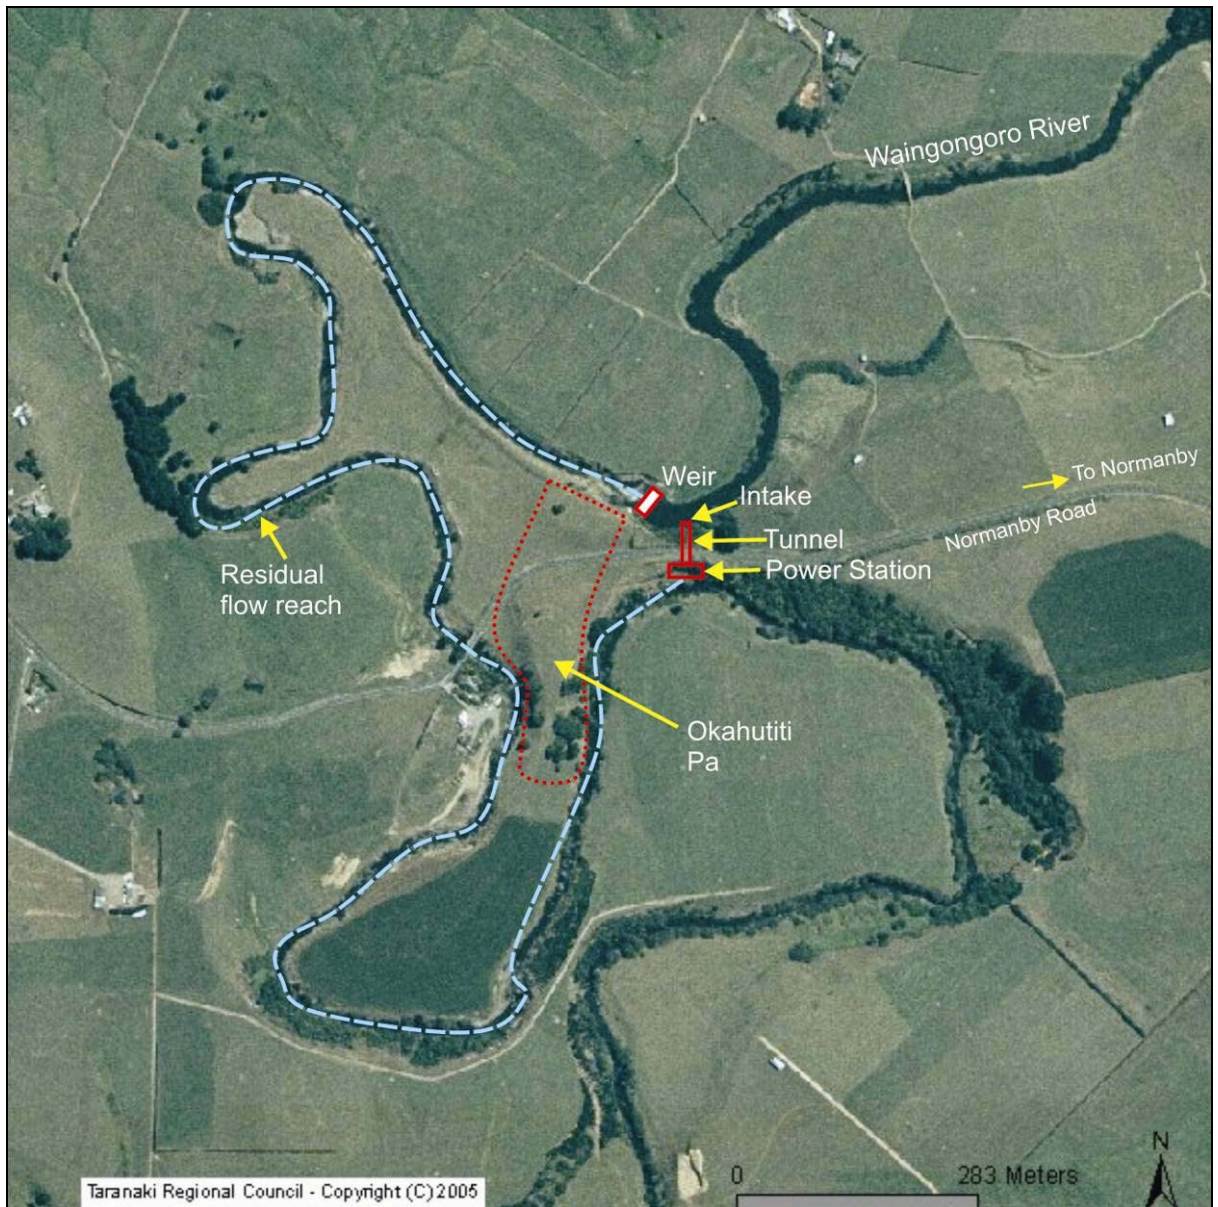 Waingongoro River
Weir
Intake
To Normanby
Normanby Road
Tunnel
Power Station
Residual
flow reach
Okahutiti
Pa
N
0 283 Meters
Taranaki Regional Council - Copyright (C) 2005